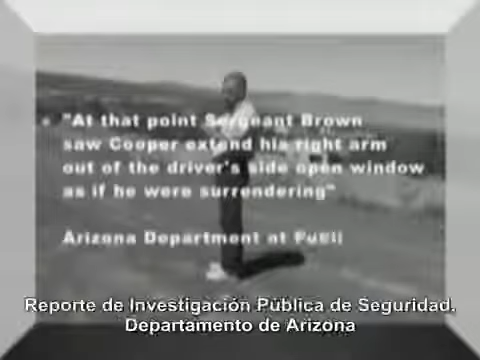 "At that point Sergeant Brown
saw Cooper extend his right arm
out of the driver's side open window
as if he were surrendering"
Arizona Department at
Reporte de Investigación Pública de Seguridad.
Departamento de Arizona